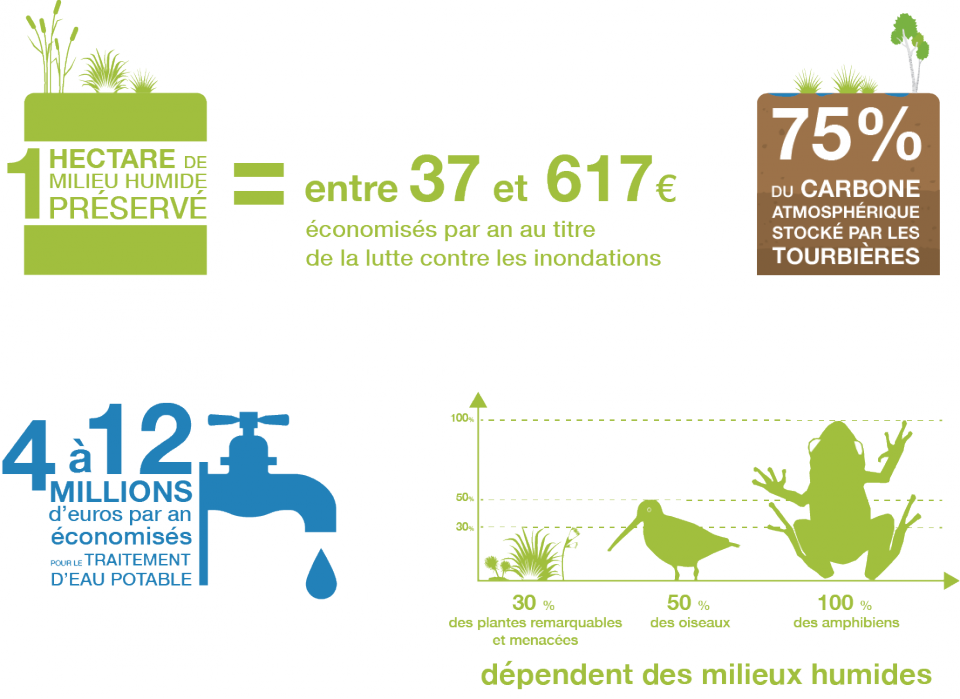 1 HECTARE DE
MILIEU HUMIDE
PRÉSERVÉ
=
entre 37 et 617 €
économisés par an au titre
de la lutte contre les inondations
75%
DU CARBONE
ATMOSPHÉRIQUE
STOCKÉ PAR LES
TOURBIÈRES
4 à 12
MILLIONS
d'euros par an
économisés
POUR LE TRAITEMENT
D'EAU POTABLE
100%
50%
30%
30 %
des plantes remarquables
et menacées
50 %
des oiseaux
100 %
des amphibiens
dépendent des milieux humides